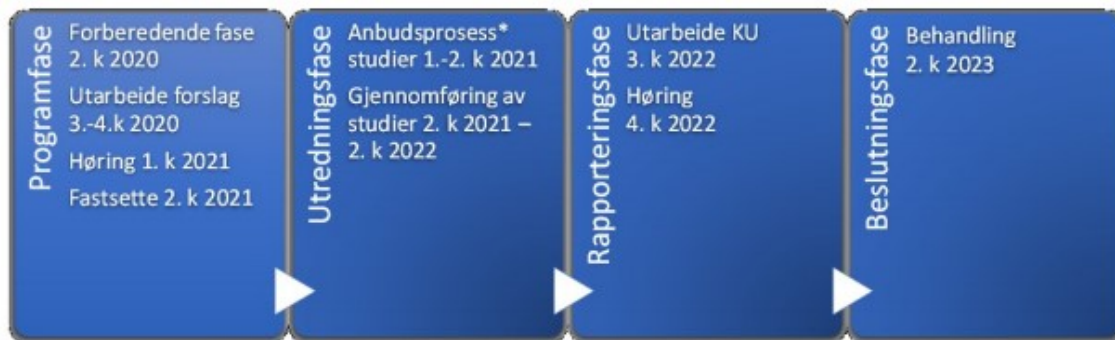 Programfase
Forberedende fase
2. k 2020
Utarbeide forslag
3.-4.k 2020
Høring 1. k 2021
Fastsette 2. k 2021
Utredningsfase
Anbudsprosess*
studier 1.-2. k 2021
Gjennomføring av
studier 2. k 2021 –
2. k 2022
Rapporteringsfase
Utarbeide KU
3. k 2022
Høring
4. k 2022
Beslutningsfase
Behandling
2. k 2023